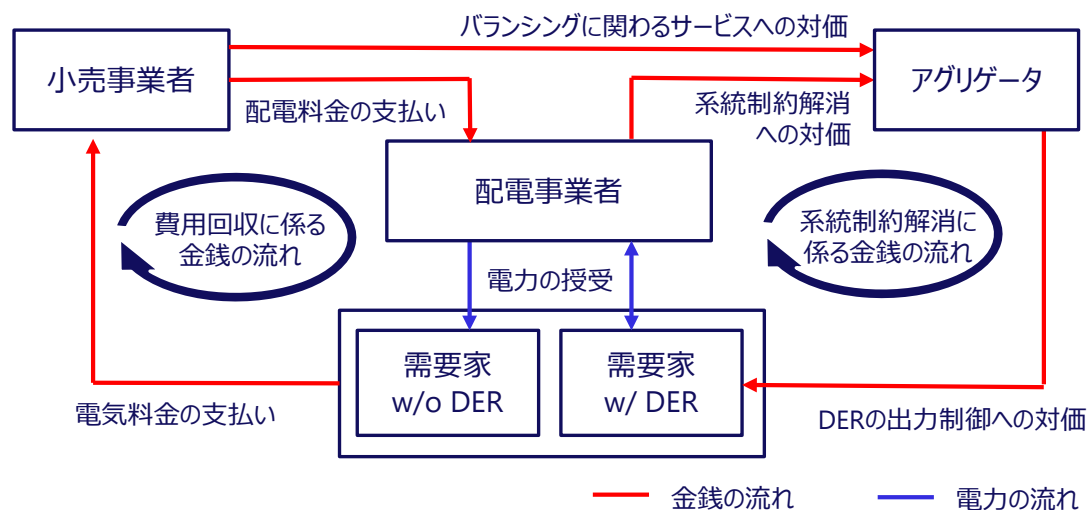 バランシングに関わるサービスへの対価
小売事業者
アグリゲータ
配電料金の支払い
系統制約解消
への対価
配電事業者
費用回収に係る
金銭の流れ
系統制約解消に
係る金銭の流れ
電力の授受
需要家
w/o DER
需要家
w/ DER
電気料金の支払い
DERの出力制御への対価
金銭の流れ
電力の流れ